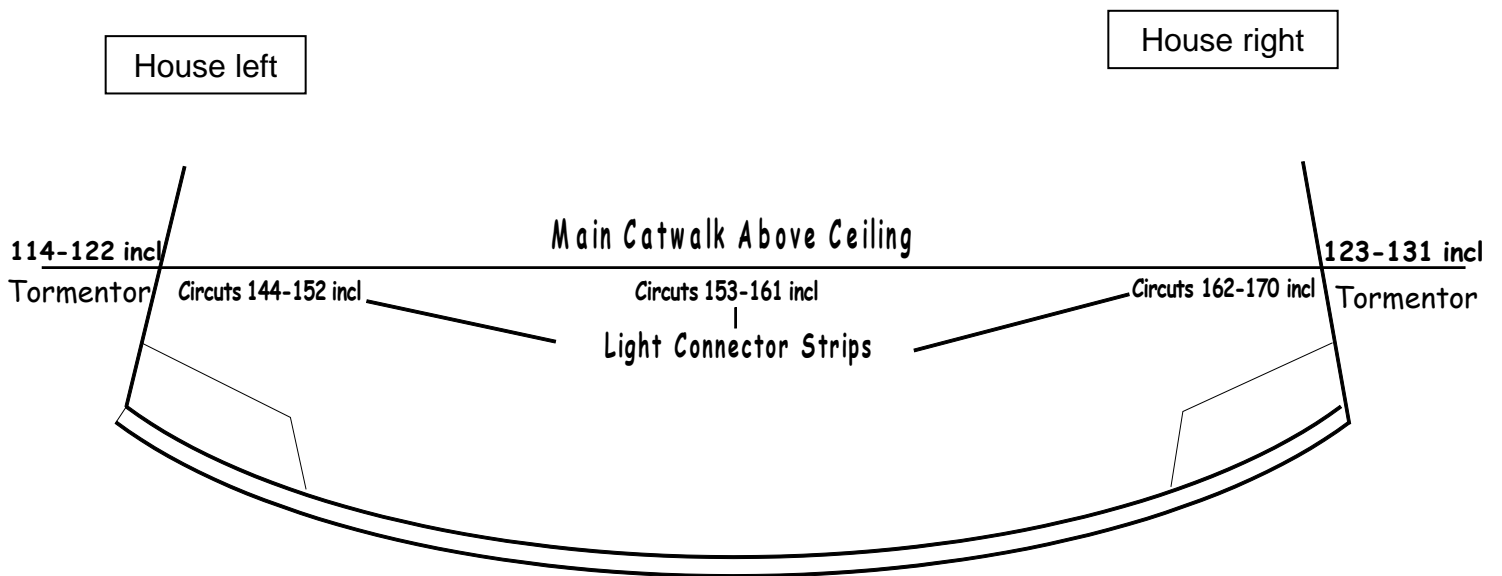 House left
House right
Main Catwalk Above Ceiling
114-122 incl
123-131 incl
Tormentor
Circuts 144-152 incl
Circuts 153-161 incl
Circuts 162-170 incl
Tormentor
Light Connector Strips